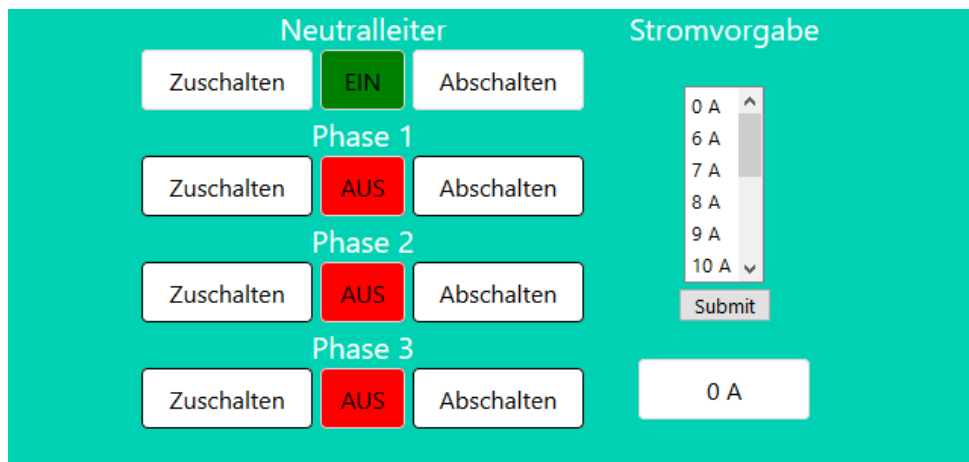 Neutralleiter
Zuschalten EIN Abschalten
Phase 1
Zuschalten AUS Abschalten
Phase 2
Zuschalten AUS Abschalten
Phase 3
Zuschalten AUS Abschalten
Stromvorgabe
0 A
6 A
7 A
8 A
9 A
10 A
Submit
0 A